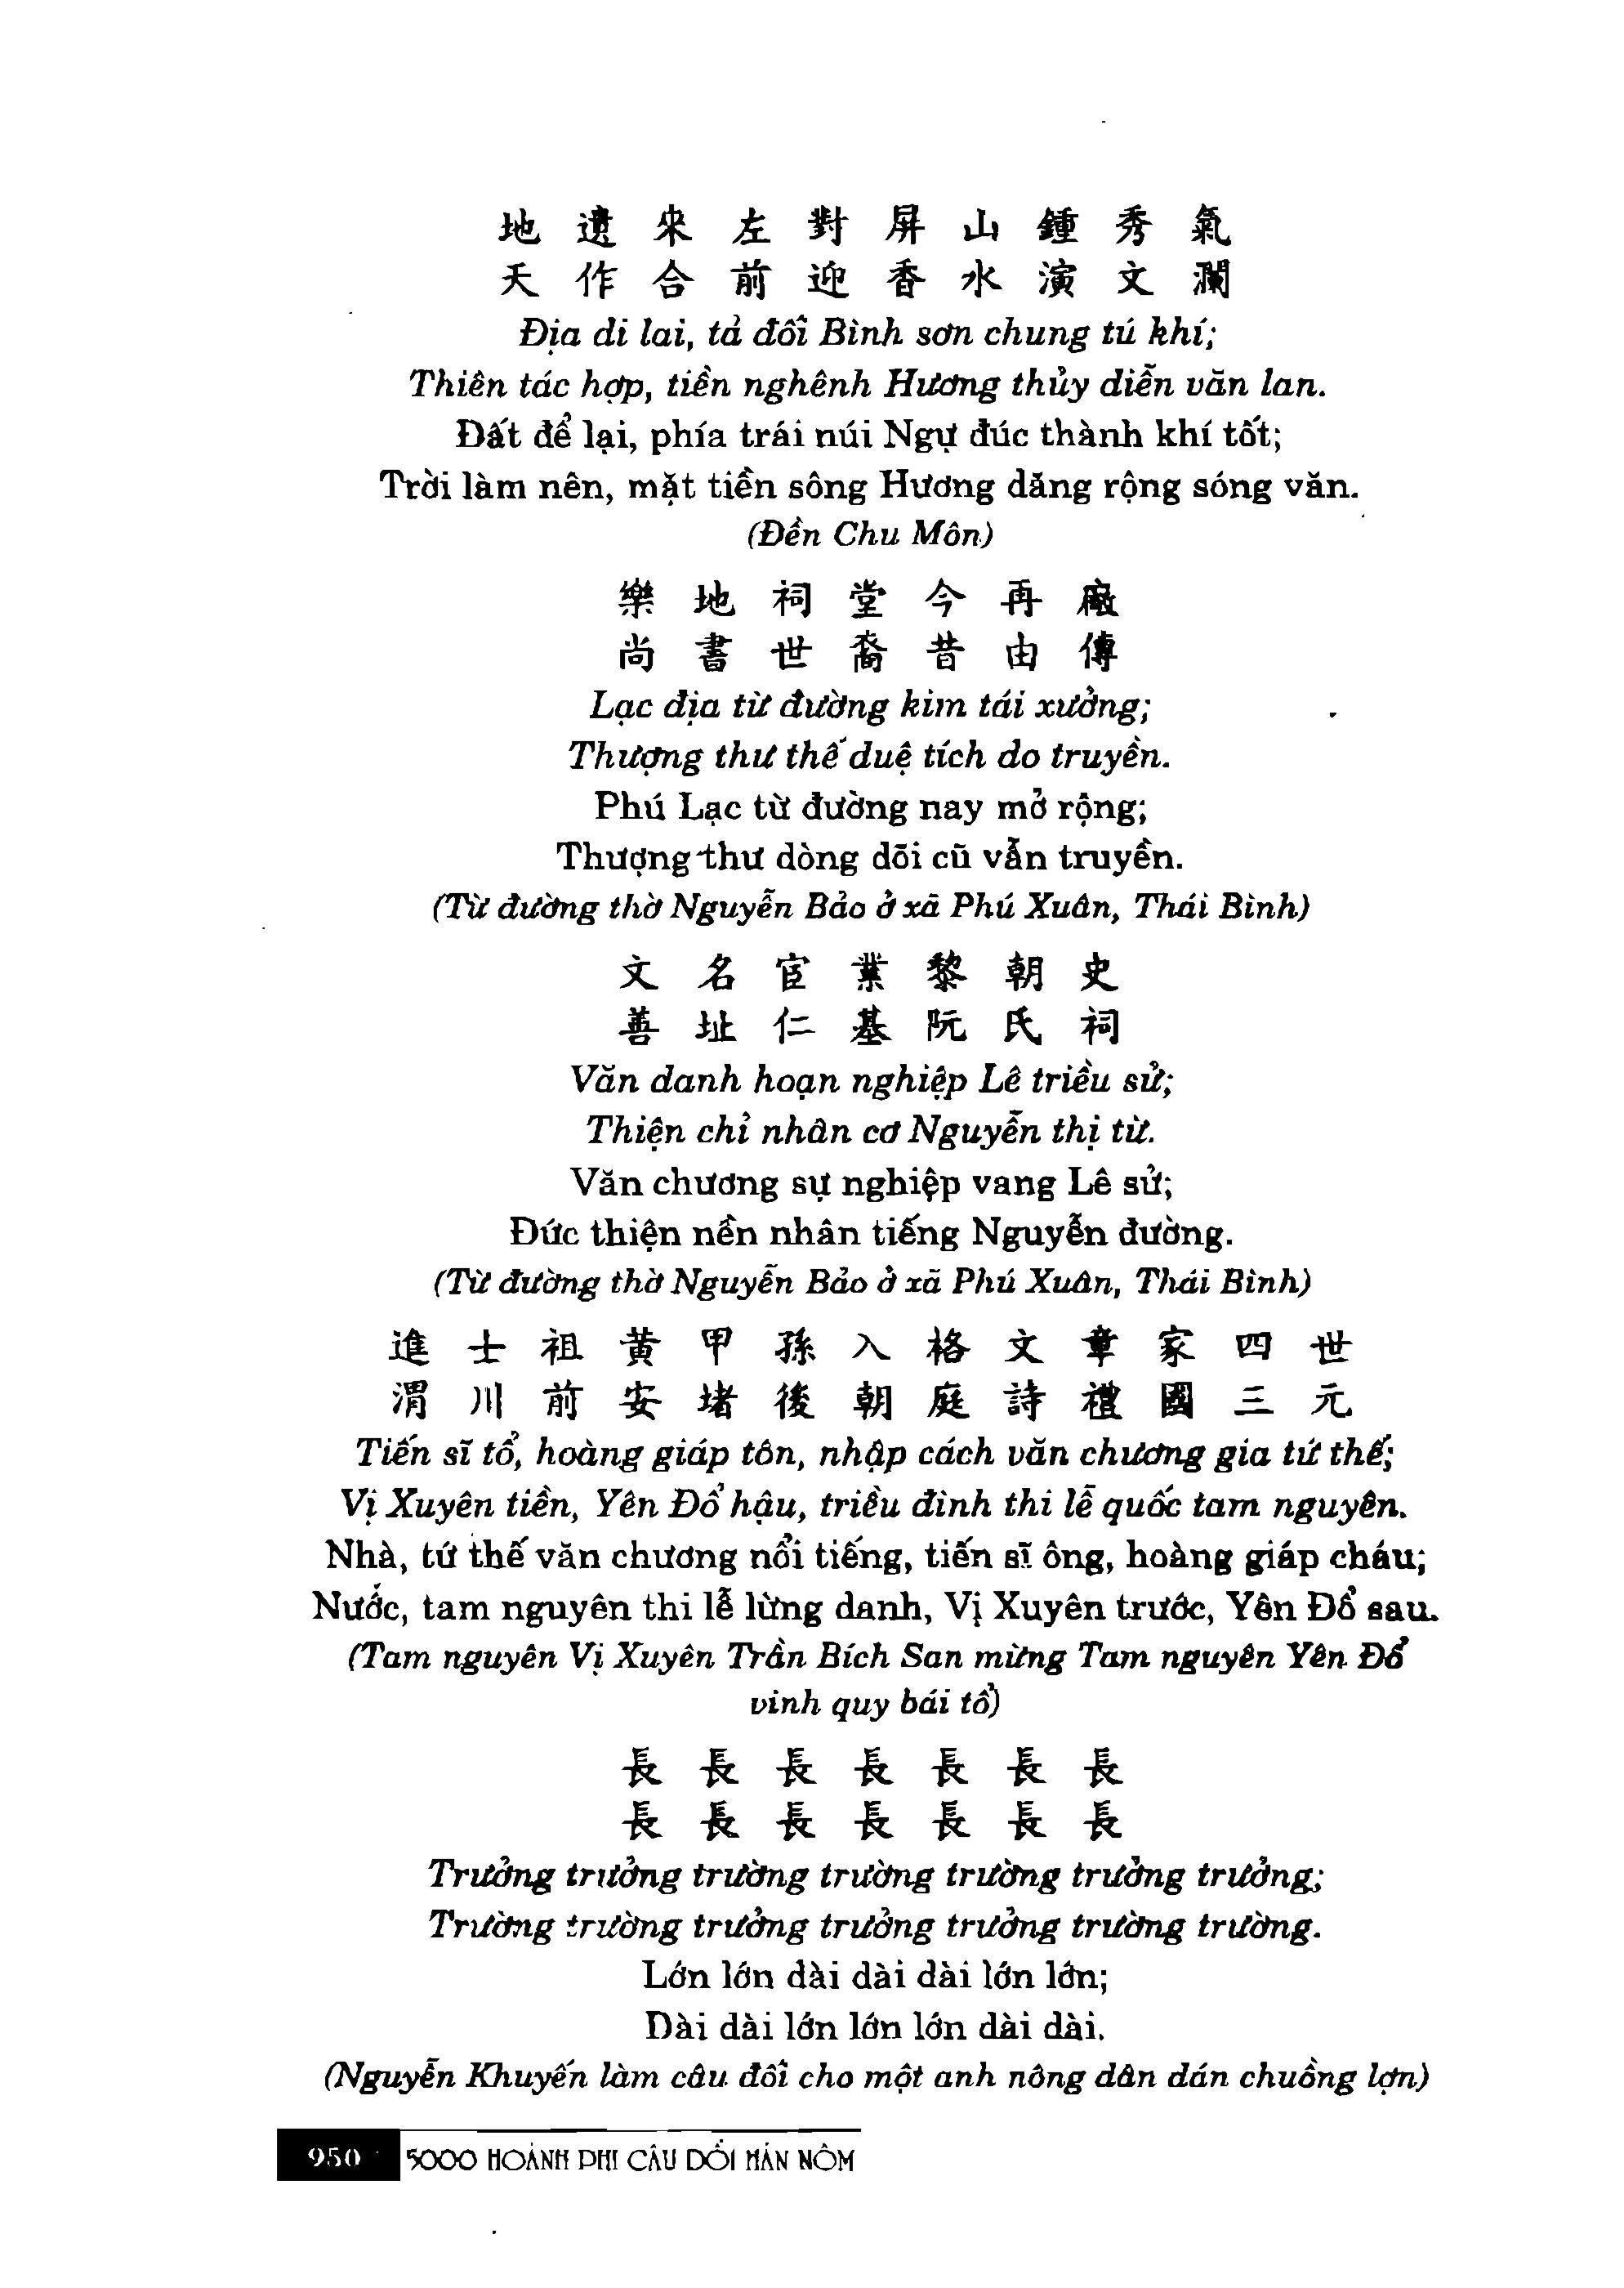 地遺來左對屏山鍾秀氣
天作合前迎香水演文瀾
Địa di lai, tả đối Bình sơn chung tú khí;
Thiên tác hợp, tiền nghênh Hương thủy diễn văn lan.
Đất để lại, phía trái núi Ngự đúc thành khí tốt;
Trời làm nên, mặt tiền sông Hương dăng rộng sóng văn.
(Đền Chu Môn)
樂地祠堂今再廠
尚書世裔昔由傳
Lạc địa từ đường kim tái xưởng;
Thượng thư thế duệ tích do truyền.
Phú Lạc từ đường nay mở rộng;
Thượng thư dòng dõi cũ vẫn truyền.
(Từ đường thờ Nguyễn Bảo ở xã Phú Xuân, Thái Bình)
文名宦業黎朝史
善址仁基阮氏祠
Văn danh hoạn nghiệp Lê triều sử;
Thiện chỉ nhân cơ Nguyễn thị từ.
Văn chương sự nghiệp vang Lê sử;
Đức thiện nền nhân tiếng Nguyễn đường.
(Từ đường thờ Nguyễn Bảo ở xã Phú Xuân, Thái Bình)
進士祖黃甲孫入格文章家四世
渭川前安堵後朝庭詩禮國三元
Tiến sĩ tổ, hoàng giáp tôn, nhập cách văn chương gia tứ thế;
Vị Xuyên tiền, Yên Đổ hậu, triều đình thi lễ quốc tam nguyên.
Nhà, tứ thế văn chương nổi tiếng, tiến sĩ ông, hoàng giáp cháu;
Nước, tam nguyên thi lễ lừng danh, Vị Xuyên trước, Yên Đổ sau.
(Tam nguyên Vị Xuyên Trần Bích San mừng Tam nguyên Yên Đổ
vinh quy bái tổ)
長長長長長長長
長長長長長長長
Trưởng trưởng trường trường trường trưởng trưởng;
Trường trường trưởng trưởng trưởng trường trường.
Lớn lớn dài dài dài lớn lớn;
Dài dài lớn lớn lớn dài dài.
(Nguyễn Khuyến làm câu đối cho một anh nông dân dán chuồng lợn)
950 5000 HOÀNH PHI CÂU ĐỐI HÁN NÔM